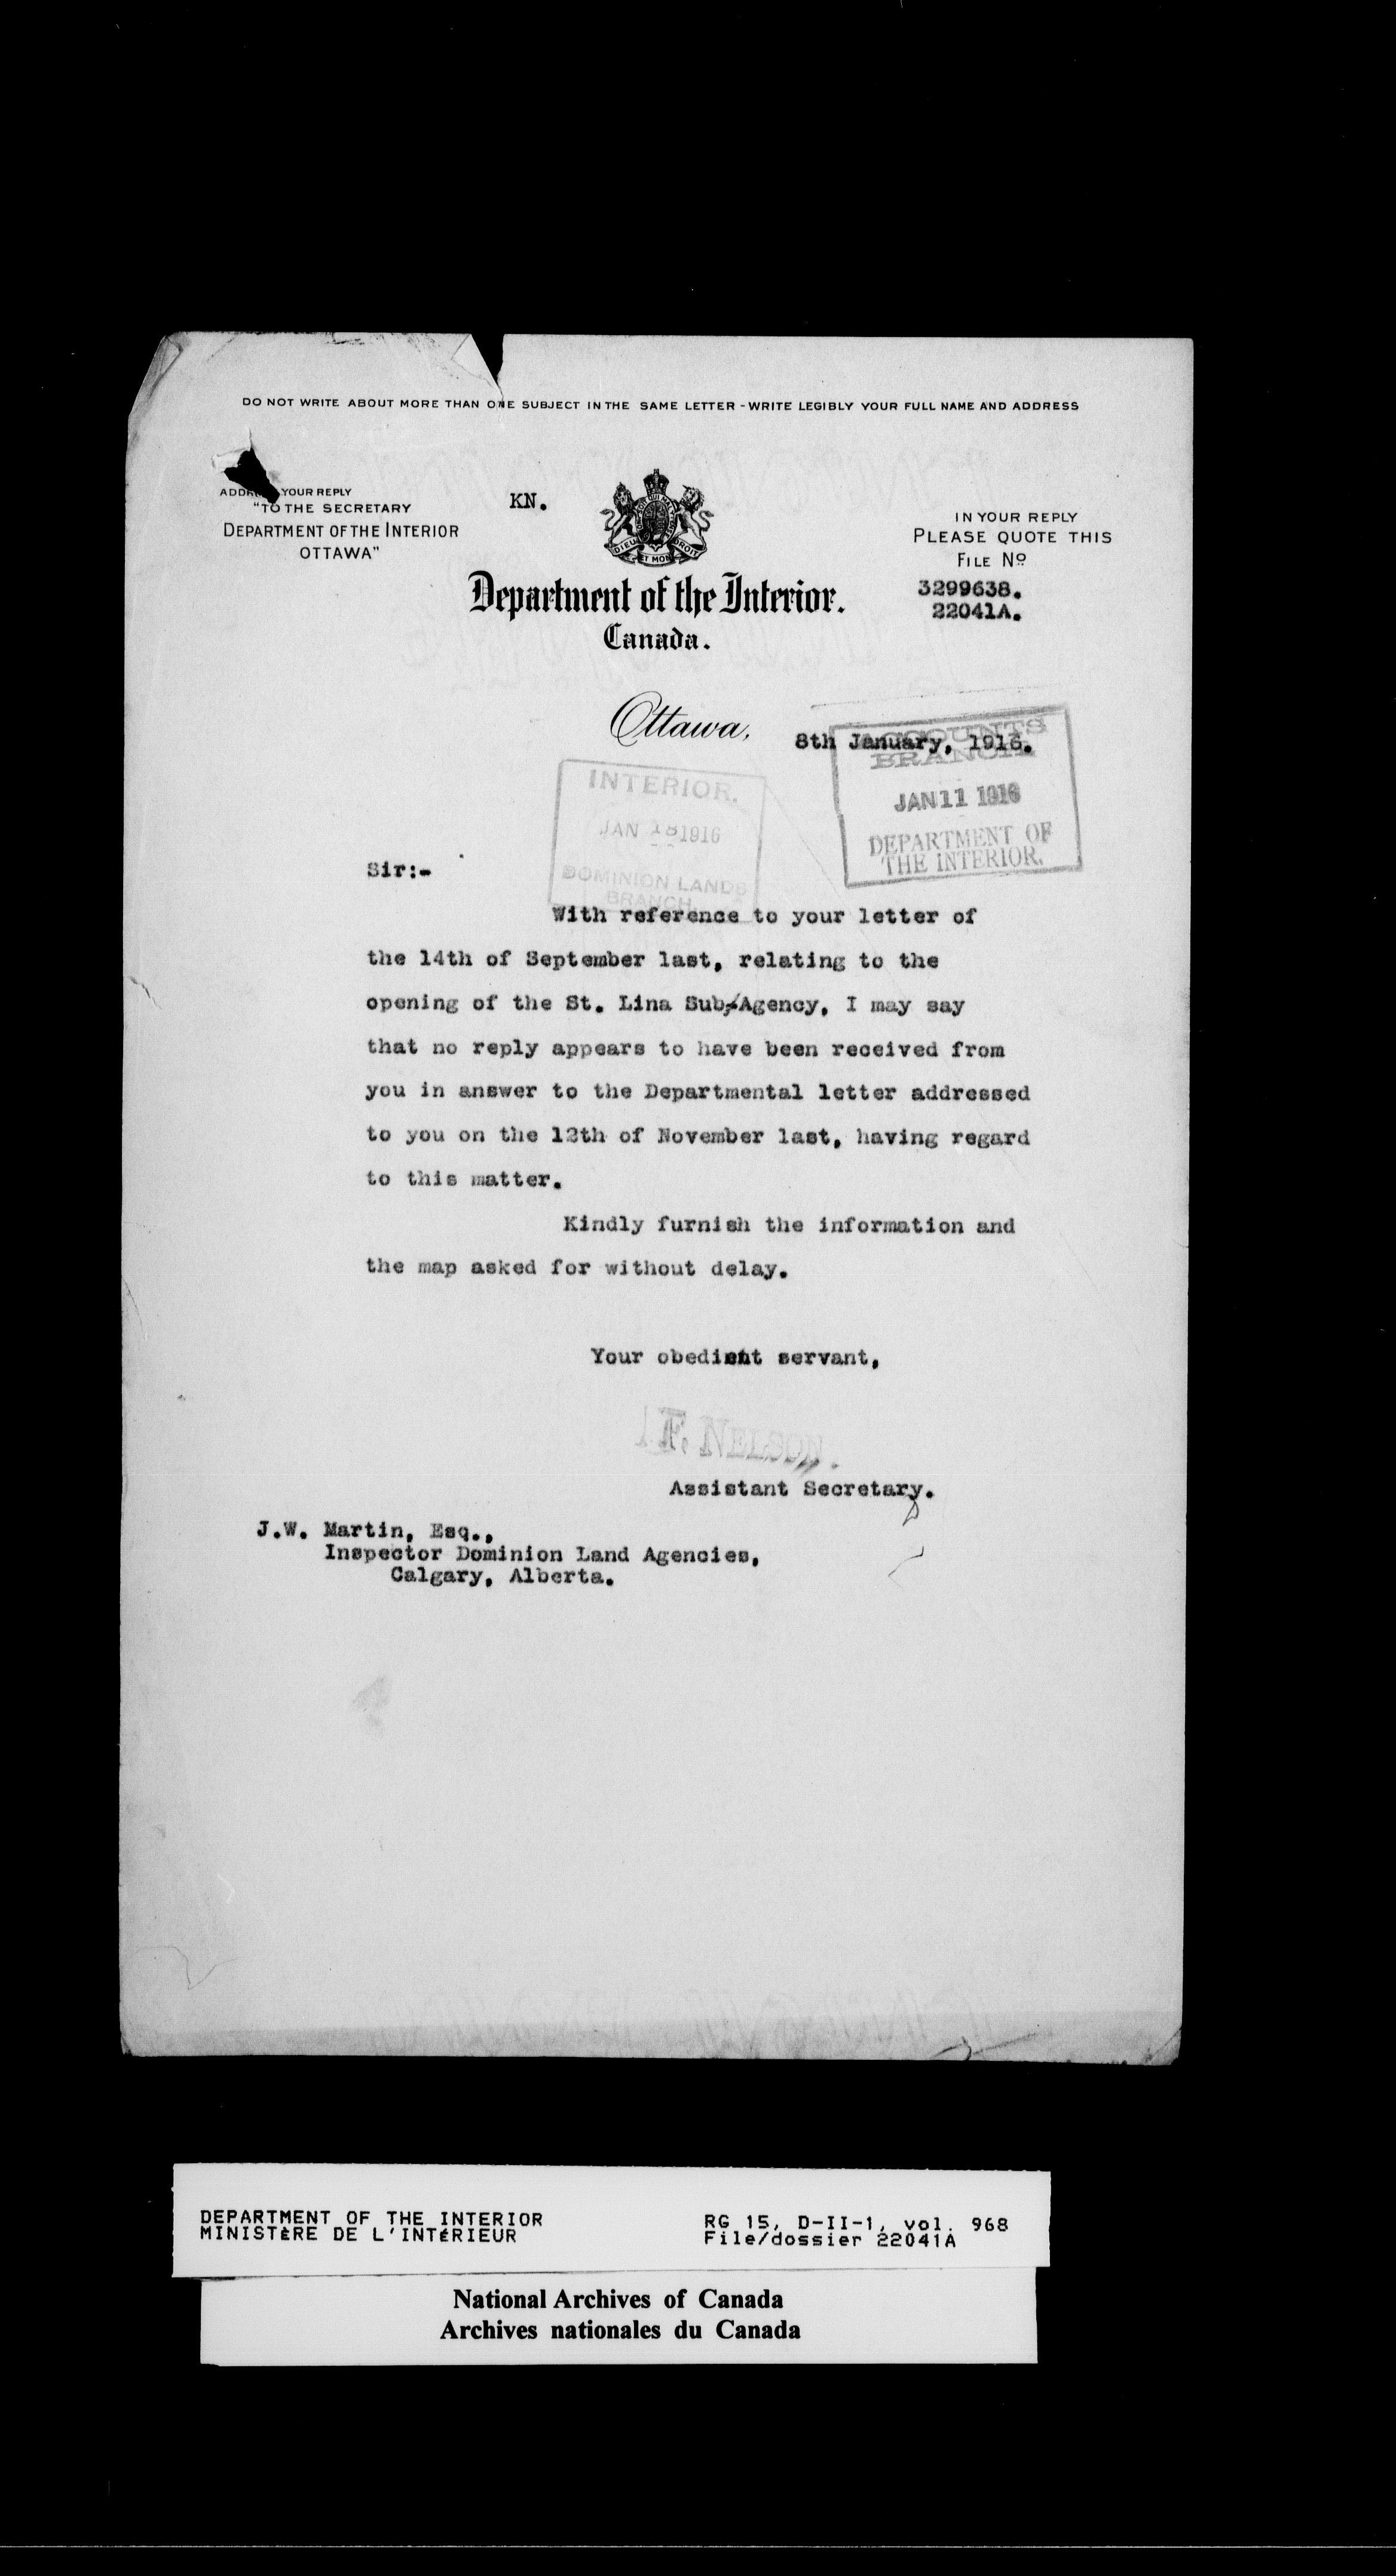 DO NOT WRITE ABOUT MORE THAN ONE SUBJECT IN THE SAME LETTER - WRITE LEGIBLY YOUR FULL NAME AND ADDRESS
YOUR REPLY
"TO THE SECRETARY
DEPARTMENT OF THE INTERIOR
OTTAWA"
KN.
DIEU ET MON DROIT
IN YOUR REPLY
PLEASE QUOTE THIS
FILE No
3299638.
22041A.
Department of the Interior.
Canada.
Ottawa, 8th January, 1916.
ACCOUNTS
BRANCH
JAN 11 1916
DEPARTMENT OF
THE INTERIOR.
INTERIOR.
JAN 1916
DOMINION LANDS
BRANCH
Sir:-
With reference to your letter of
the 14th of September last, relating to the
opening of the St. Lina Sub-Agency, I may say
that no reply appears to have been received from
you in answer to the Departmental letter addressed
to you on the 12th of November last, having regard
to this matter.
Kindly furnish the information and
the map asked for without delay.
Your obedient servant,
F. NELSON.
Assistant Secretary.
J.W. Martin, Esq.,
Inspector Dominion Land Agencies,
Calgary, Alberta.
DEPARTMENT OF THE INTERIOR
MINISTÈRE DE L'INTÉRIEUR
RG 15, D-II-1, vol. 968
File/dossier 22041A
National Archives of Canada
Archives nationales du Canada